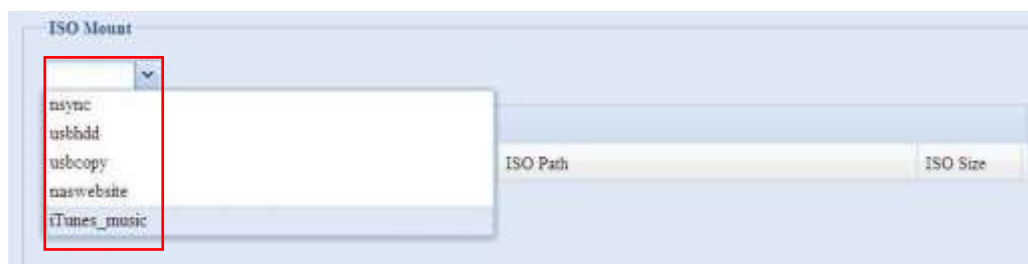 ISO Mount
nsync
usbhdd
usbcopy
naswebsite
iTunes_music
ISO Path
ISO Size